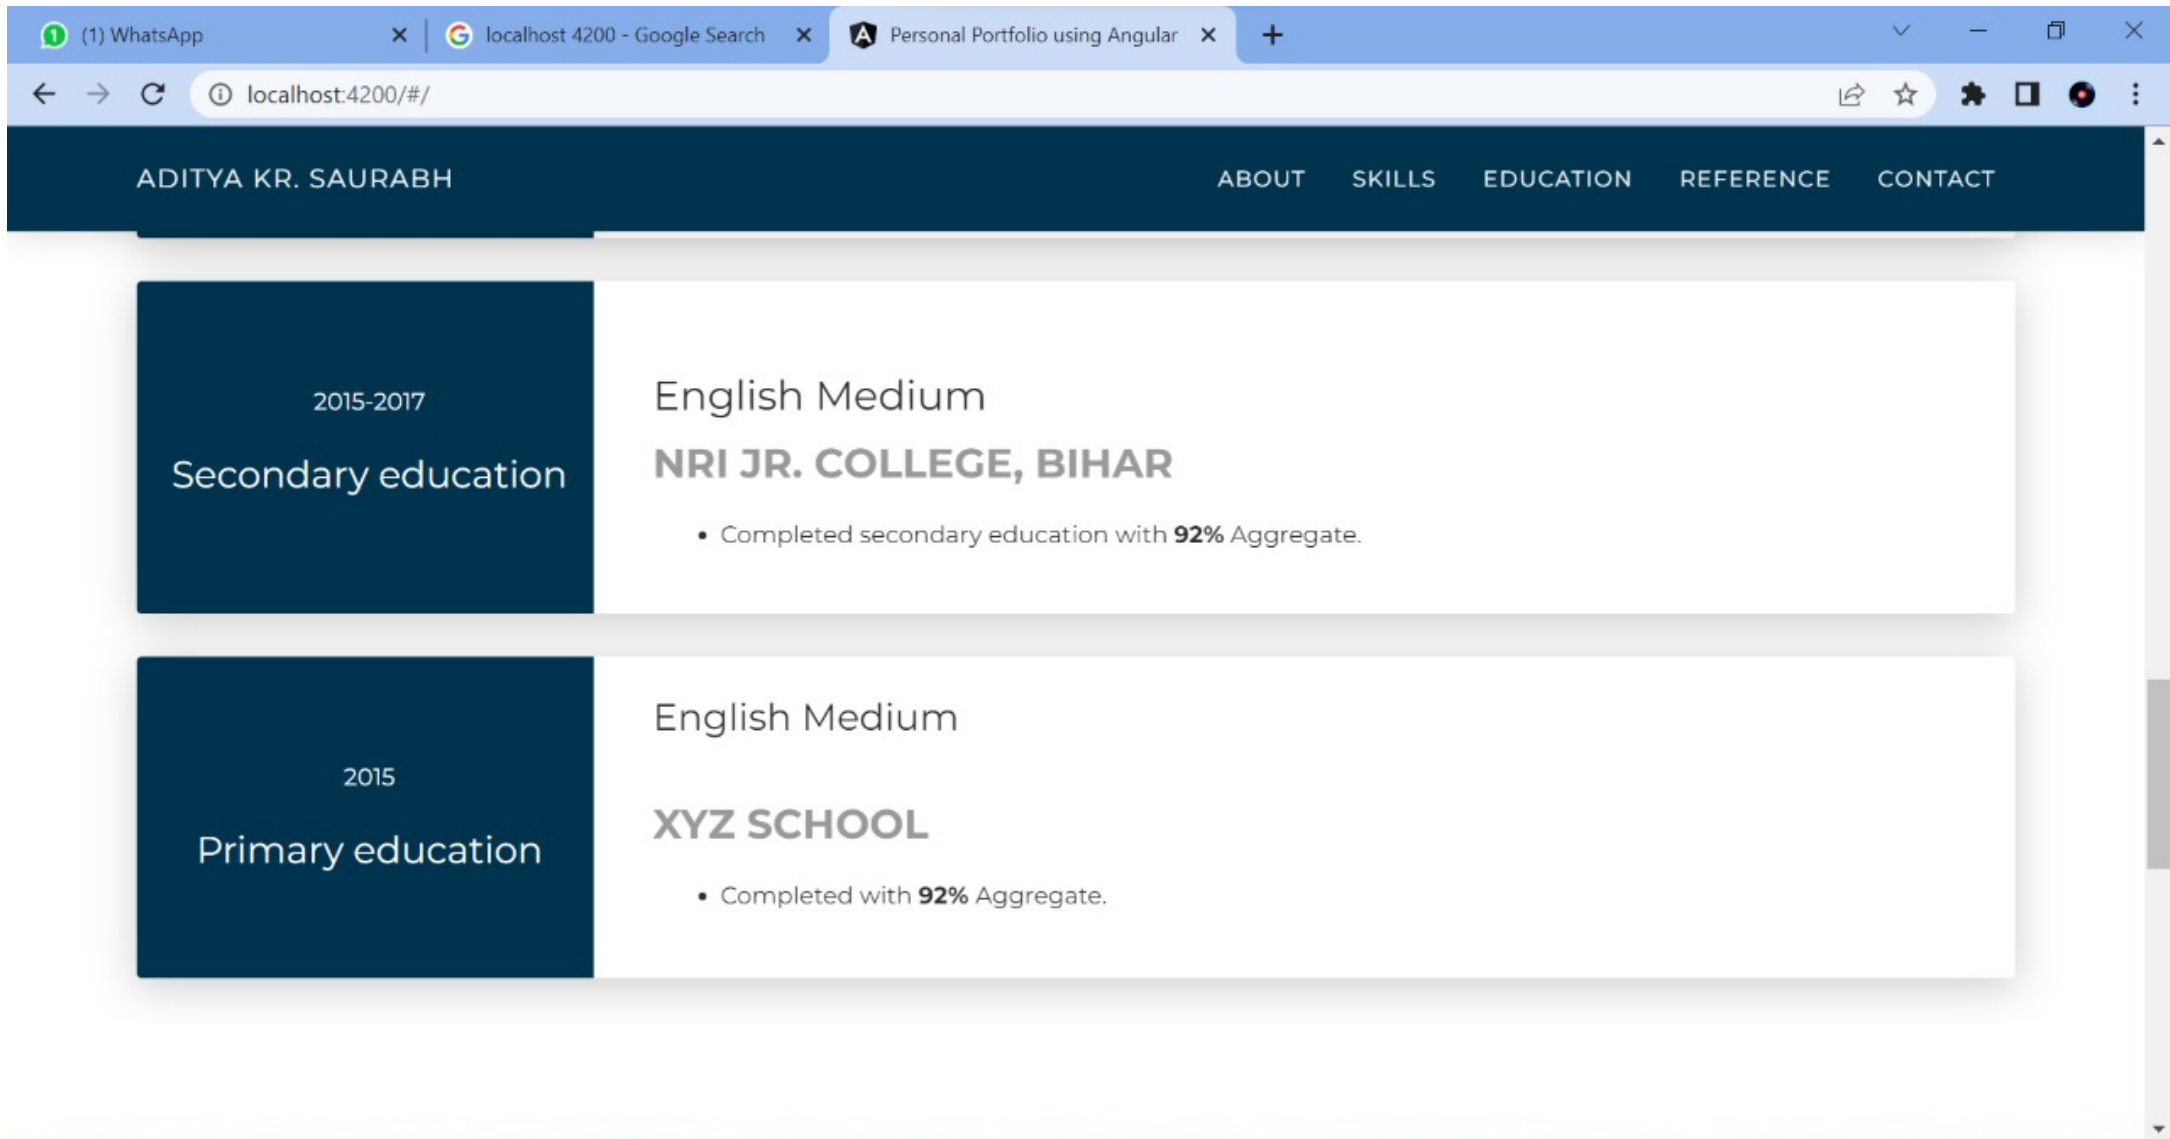 1 (1) WhatsApp
localhost 4200 - Google Search
Personal Portfolio using Angular
localhost:4200/#/
ADITYA KR. SAURABH
ABOUT SKILLS EDUCATION REFERENCE CONTACT
2015-2017
Secondary education
English Medium
NRI JR. COLLEGE, BIHAR
• Completed secondary education with 92% Aggregate.
2015
Primary education
English Medium
XYZ SCHOOL
• Completed with 92% Aggregate.